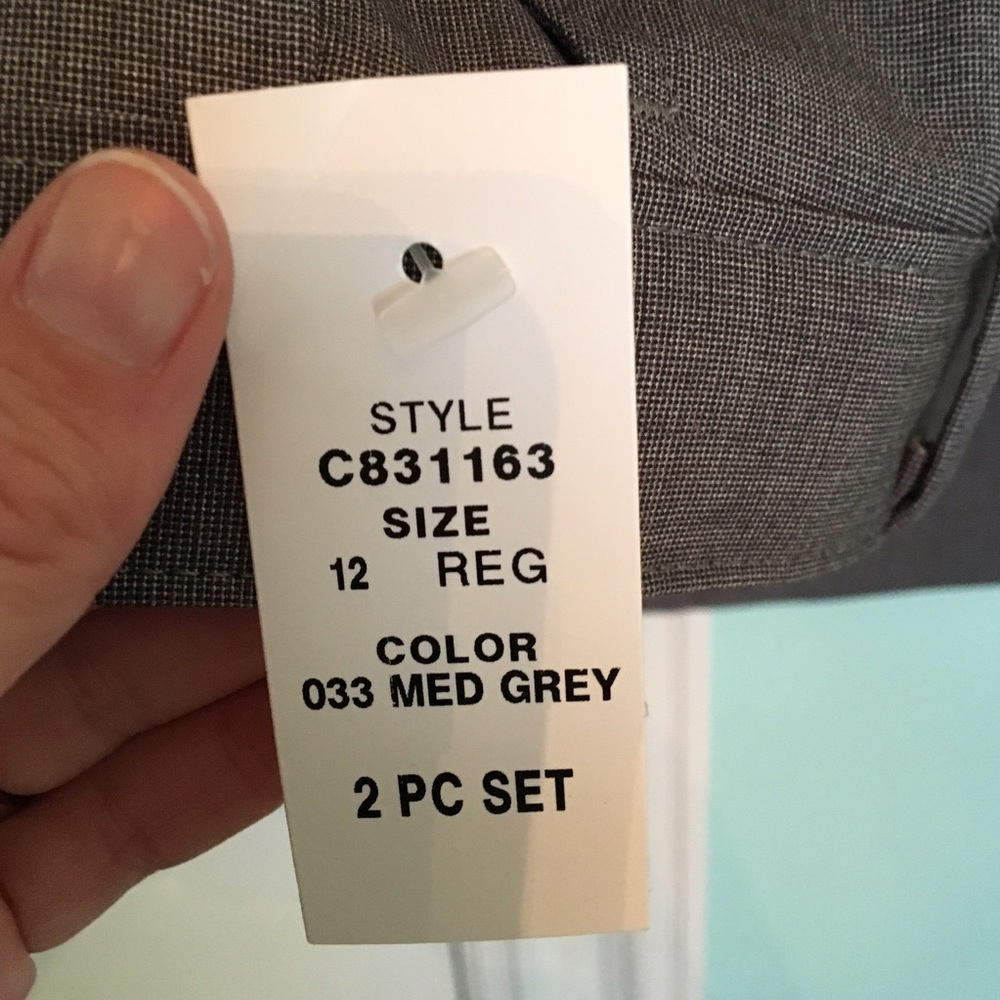 STYLE
C831163
SIZE
12 REG
COLOR
033 MED GREY
2 PC SET